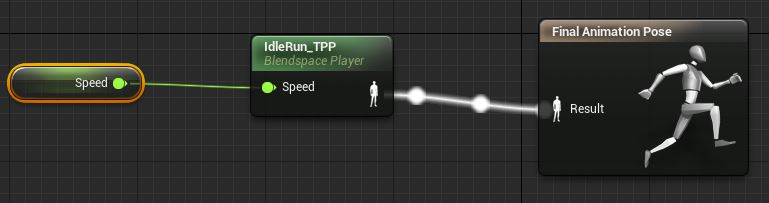 Speed
IdleRun_TPP
Blendspace Player
Speed
Final Animation Pose
Result